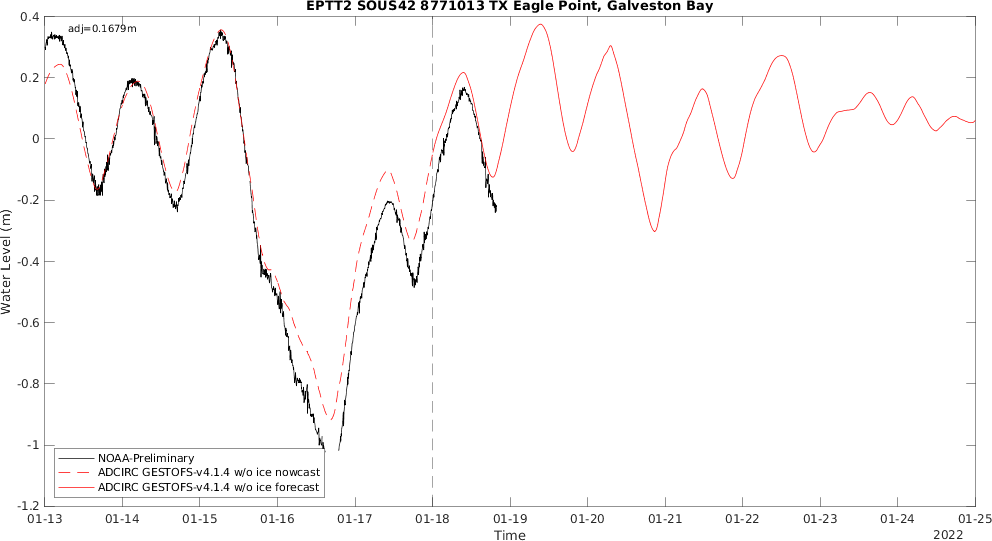 EPTT2 SOUS42 8771013 TX Eagle Point, Galveston Bay
adj=0.1679m
0.4
0.2
0
-0.2
-0.4
-0.6
-0.8
-1
-1.2
Water Level (m)
NOAA-Preliminary
ADCIRC GESTOFS-v4.1.4 w/o ice nowcast
ADCIRC GESTOFS-v4.1.4 w/o ice forecast
01-13 01-14 01-15 01-16 01-17 01-18 01-19 01-20 01-21 01-22 01-23 01-24 01-25
Time
2022